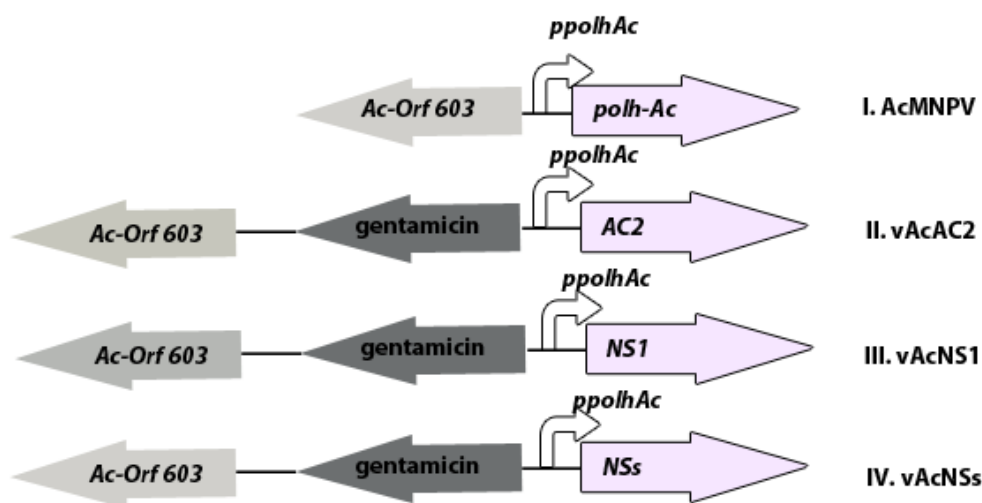 ppolhAc
Ac-Orf 603 polh-Ac I. AcMNPV
ppolhAc
Ac-Orf 603 gentamicin AC2 II. vAcAC2
ppolhAc
Ac-Orf 603 gentamicin NS1 III. vAcNS1
ppolhAc
Ac-Orf 603 gentamicin NSs IV. vAcNSs